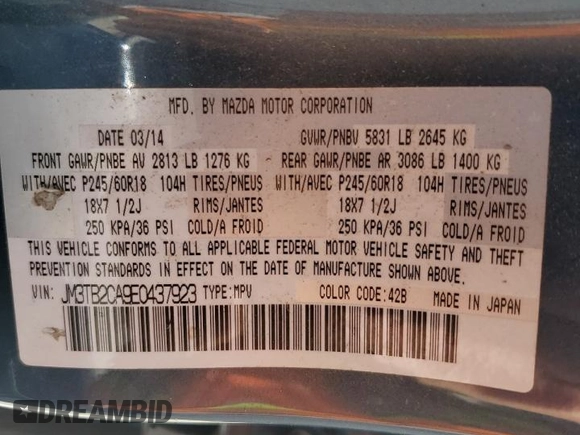 MFD. BY MAZDA MOTOR CORPORATION
DATE 03/14 GVWR/PNBV 5831 LB 2645 KG
FRONT GAWR/PNBE AV 2813 LB 1276 KG REAR GAWR/PNBE AR 3086 LB 1400 KG
WITH/AVEC P245/60R18 104H TIRES/PNEUS WITH/AVEC P245/60R18 104H TIRES/PNEUS
18X7 1/2J RIMS/JANTES 18X7 1/2J RIMS/JANTES
250 KPA/36 PSI COLD/A FROID 250 KPA/36 PSI COLD/A FROID
THIS VEHICLE CONFORMS TO ALL APPLICABLE FEDERAL MOTOR VEHICLE SAFETY AND THEFT
PREVENTION STANDARDS IN EFFECT ON THE DATE OF MANUFACTURE SHOWN ABOVE.
VIN: JM3TB2CA9E0437923 TYPE:MPV COLOR CODE:42B MADE IN JAPAN
DREAMBID